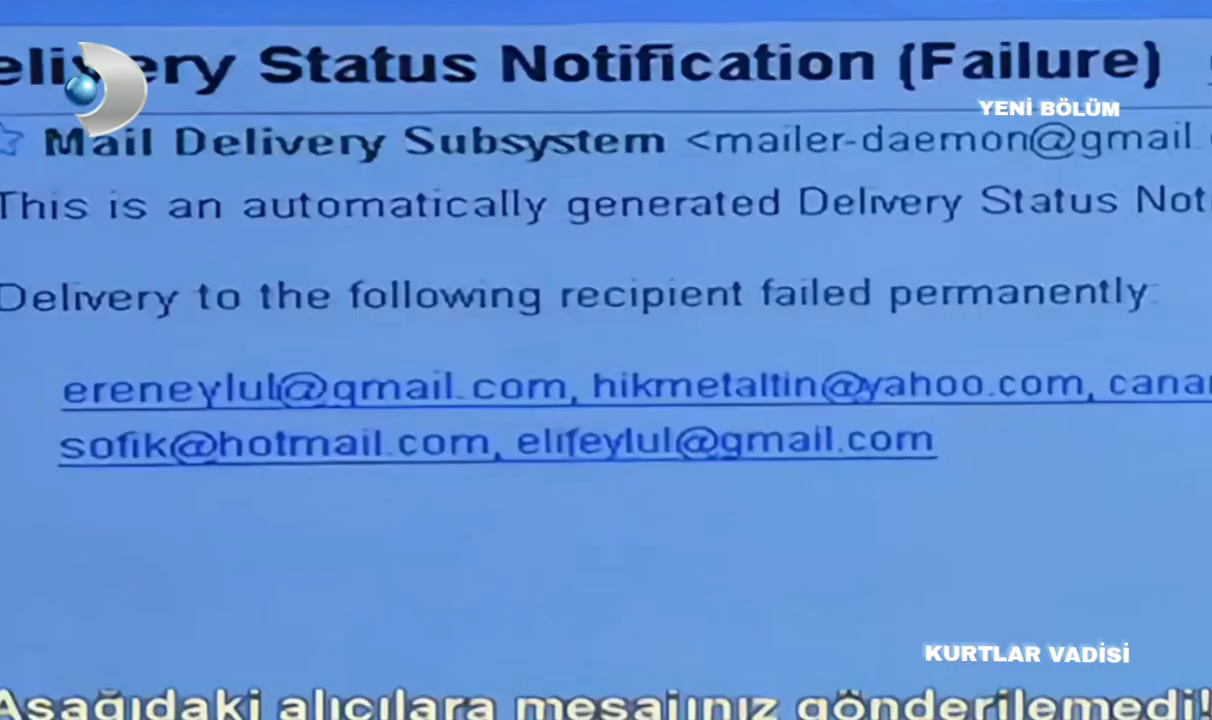 elivery Status Notification (Failure)
YENİ BÖLÜM
Mail Delivery Subsystem <mailer-daemon@gmail.
This is an automatically generated Delivery Status Not
Delivery to the following recipient failed permanently:
ereneylul@gmail.com, hikmetaltin@yahoo.com, canan
sofik@hotmail.com, elifeylul@gmail.com
KURTLAR VADİSİ
Aşağıdaki alıcılara mesajınız gönderilemedi!